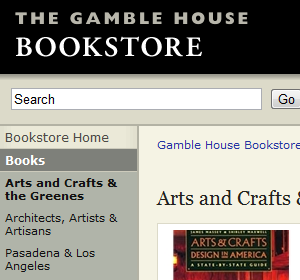 THE GAMBLE HOUSE
BOOKSTORE
Search
Go
Bookstore Home
Books
Arts and Crafts &
the Greenes
Architects, Artists &
Artisans
Pasadena & Los
Angeles
Gamble House Bookstore
Arts and Crafts &
JAMES MASSEY & SHIRLEY MAXWELL
ARTS & CRAFTS
DESIGN IN AMERICA
A STATE-BY-STATE GUIDE